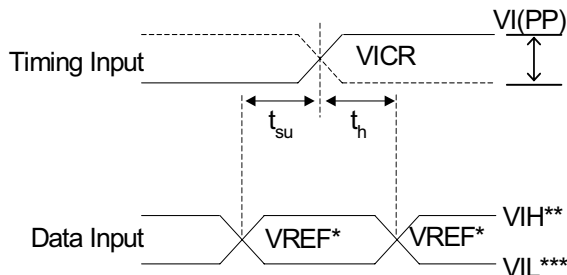 VI(PP)
Timing Input
VICR
tsu
th
VIH**
Data Input
VREF*
VREF*
VIL***